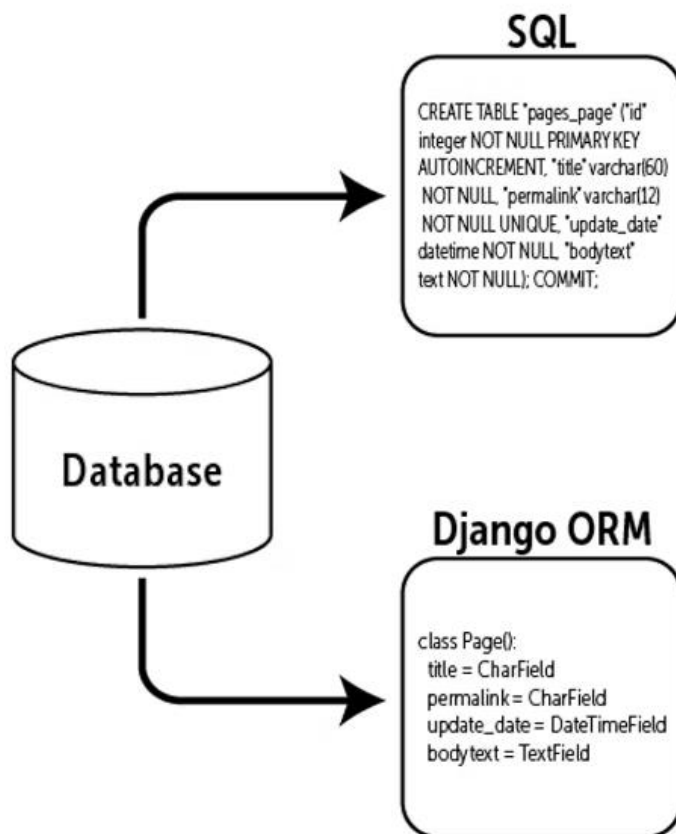 SQL
CREATE TABLE "pages_page" ("id"
integer NOT NULL PRIMARY KEY
AUTOINCREMENT, "title" varchar(60)
NOT NULL, "permalink" varchar(12)
NOT NULL UNIQUE, "update_date"
datetime NOT NULL, "bodytext"
text NOT NULL); COMMIT;
Database
Django ORM
class Page():
title = CharField
permalink = CharField
update_date = DateTimeField
bodytext = TextField